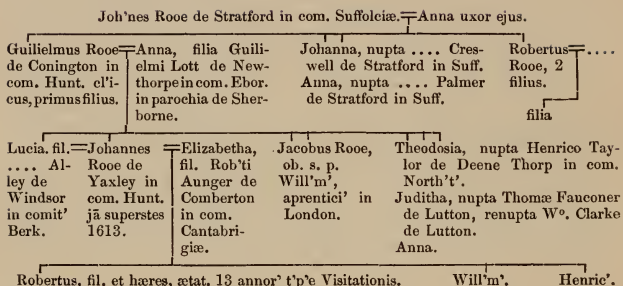 Joh'nes Rooe de Stratford in com. Suffolciæ.=Anna uxor ejus.
Guilielmus Rooe=
de Conington in
com. Hunt. cl'i-
cus, primus filius.
Anna, filia Guili-
elmi Lott de New-
thorpe in com. Ebor.
in parochia de Sher-
borne.
Johanna, nupta .... Cres-
well de Stratford in Suff.
Anna, nupta .... Palmer
de Stratford in Suff.
Robertus=....
Rooe, 2
filius.
filia
Lucia. fil.=
.... Al-
ley de
Windsor
in comit'
Berk.
Johannes=
Rooe de
Yaxley in
com. Hunt.
jã superstes
1613.
Elizabetha,
fil. Rob'ti
Aunger de
Comberton
in com.
Cantabri-
giæ.
Jacobus Rooe,
ob. s. p.
Will'm',
aprentici' in
London.
Theodosia, nupta Henrico Tay-
lor de Deene Thorp in com.
North't'.
Juditha, nupta Thomæ Fauconer
de Lutton, renupta Wº. Clarke
de Lutton.
Anna.
Robertus, fil. et hæres, ætat. 13 annor' t'p'e Visitationis.
Will'm'.
Henric'.